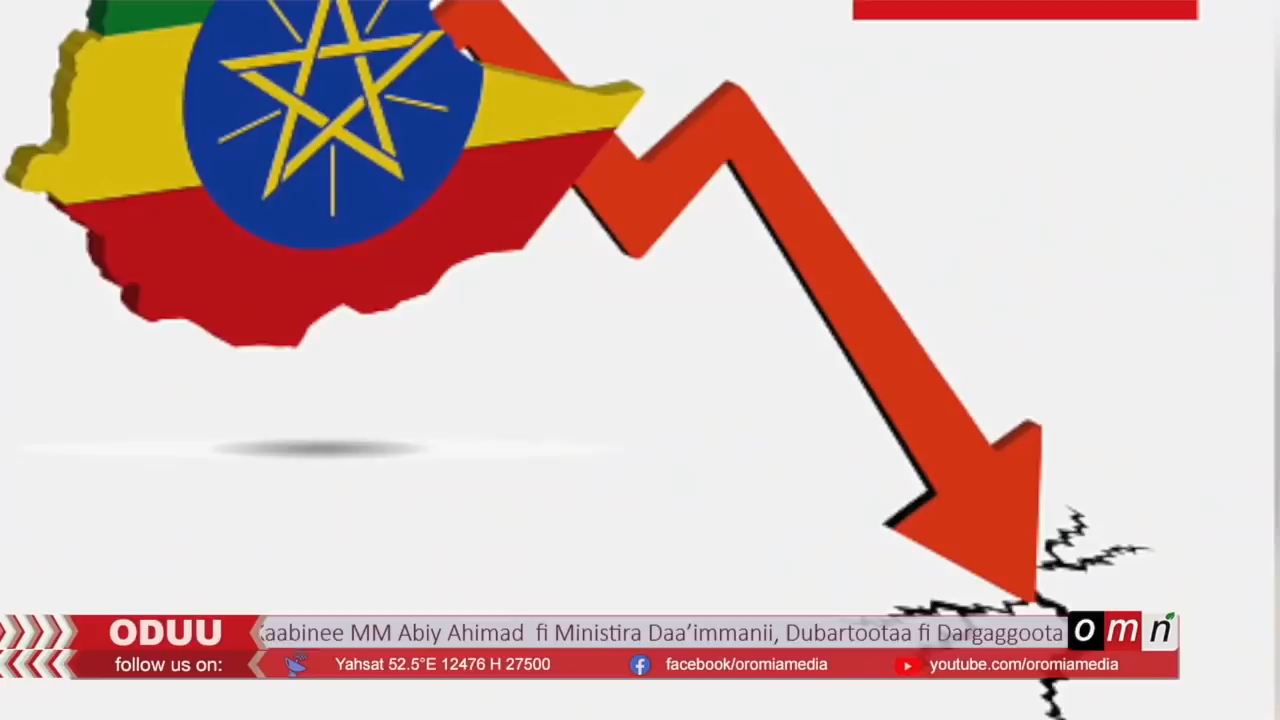 ODUU
Kaabinee MM Abiy Ahimad fi Ministira Daa’immanii, Dubartootaa fi Dargaggoota
omn
follow us on:
Yahsat 52.5°E 12476 H 27500
facebook/oromiamedia
youtube.com/oromiamedia